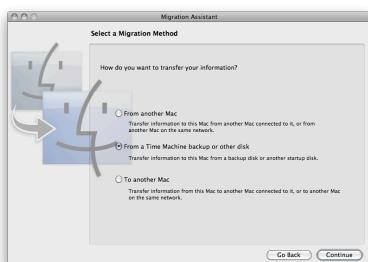 Migration Assistant
Select a Migration Method
How do you want to transfer your information?
From another Mac
Transfer information to this Mac from another Mac connected to it, or from
another Mac on the same network.
From a Time Machine backup or other disk
Transfer information to this Mac from a backup disk or another startup disk.
To another Mac
Transfer information from this Mac to another Mac connected to it, or to another Mac
on the same network.
Go Back
Continue